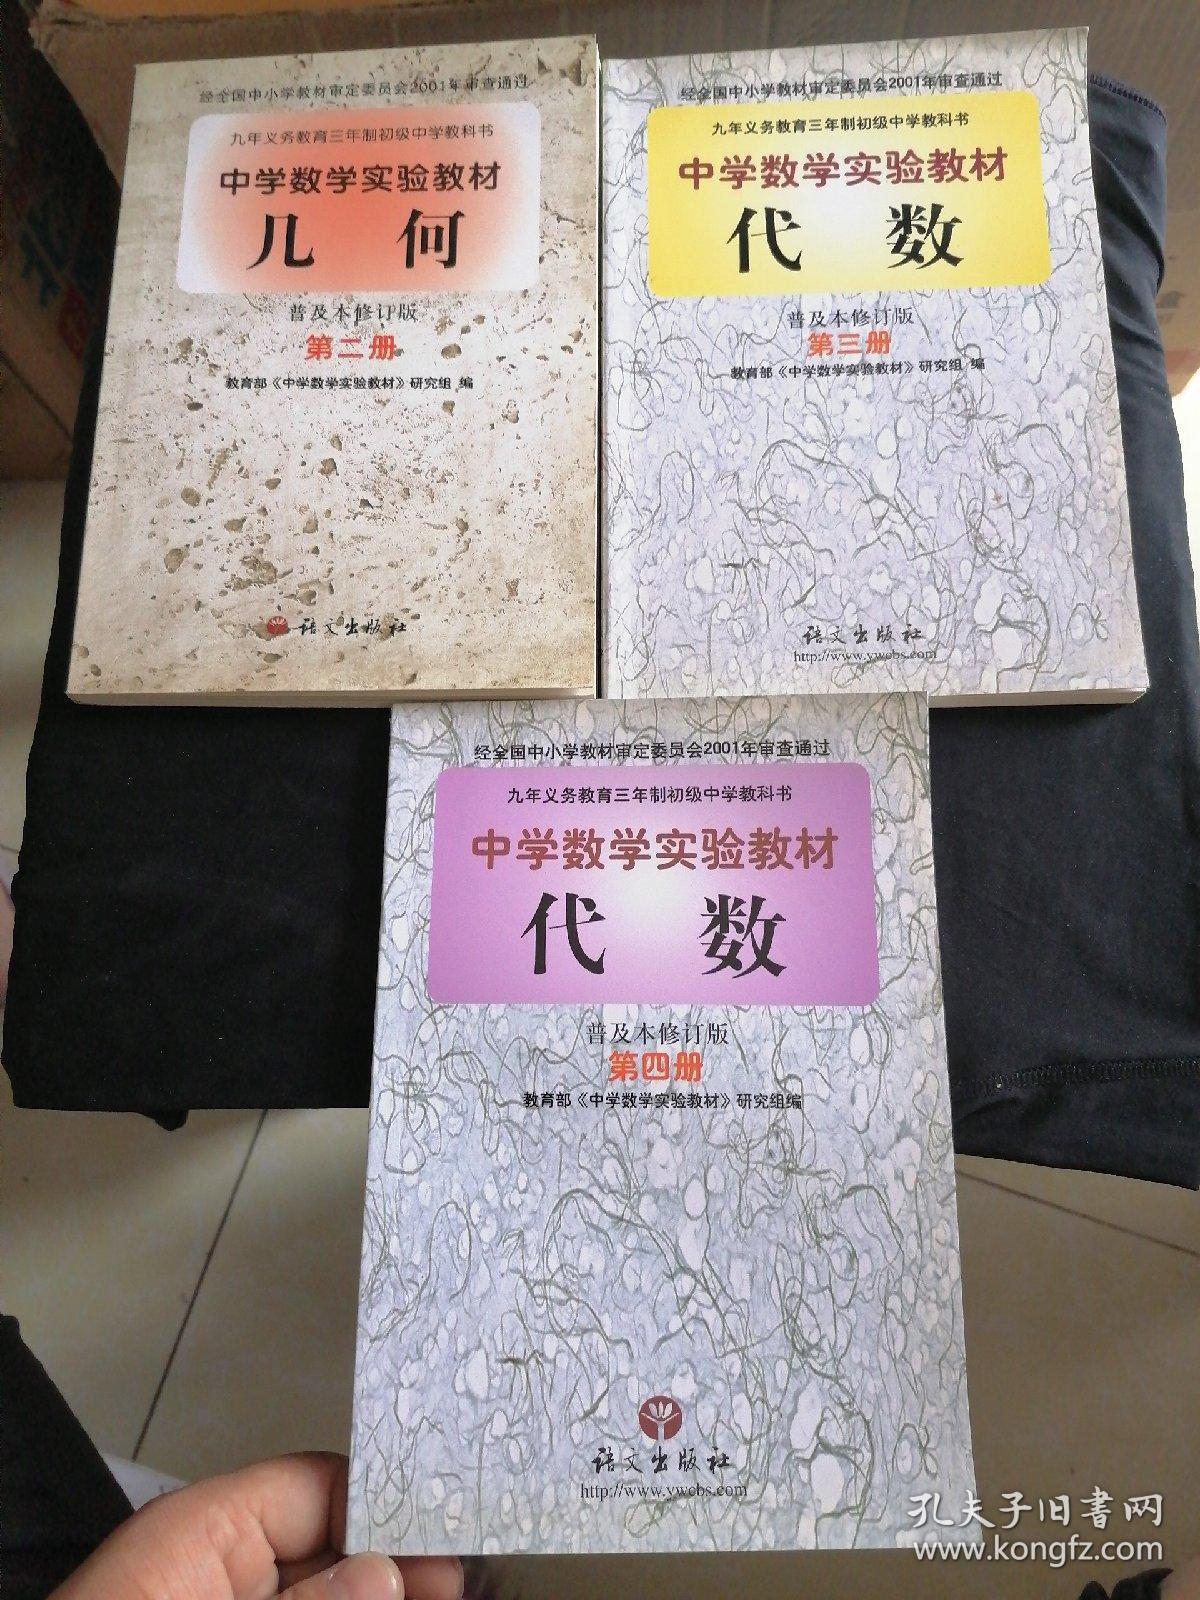 经全国中小学教材审定委员会2001年审查通过
九年义务教育三年制初级中学教科书
中学数学实验教材
几 何
普及本修订版
第二册
教育部《中学数学实验教材》研究组 编
语文出版社
经全国中小学教材审定委员会2001年审查通过
九年义务教育三年制初级中学教科书
中学数学实验教材
代 数
普及本修订版
第三册
教育部《中学数学实验教材》研究组 编
语文出版社
http://www.ywcbs.com
经全国中小学教材审定委员会2001年审查通过
九年义务教育三年制初级中学教科书
中学数学实验教材
代 数
普及本修订版
第四册
教育部《中学数学实验教材》研究组编
语文出版社
http://www.ywcbs.com
孔夫子旧書网
www.kongfz.com